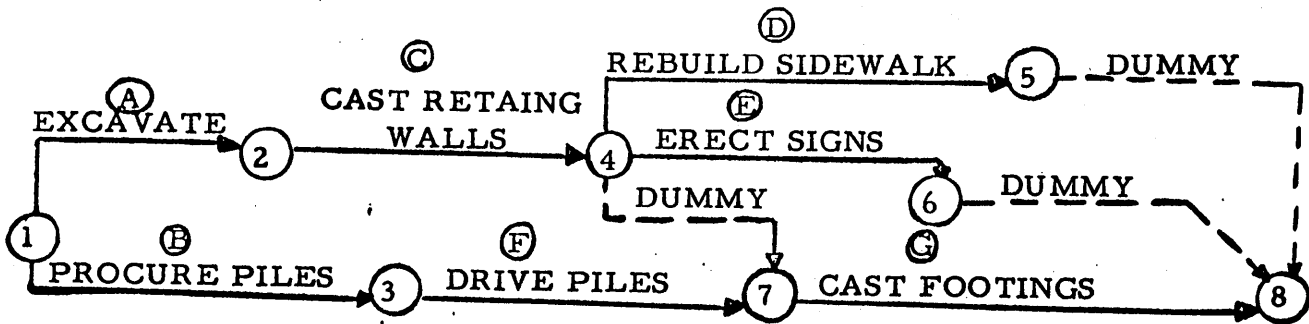 D
C
REBUILD SIDEWALK
5
DUMMY
A
EXCAVATE
CAST RETAING
WALLS
E
ERECT SIGNS
2
4
DUMMY
6
DUMMY
1
B
PROCURE PILES
F
DRIVE PILES
G
CAST FOOTINGS
3
7
8